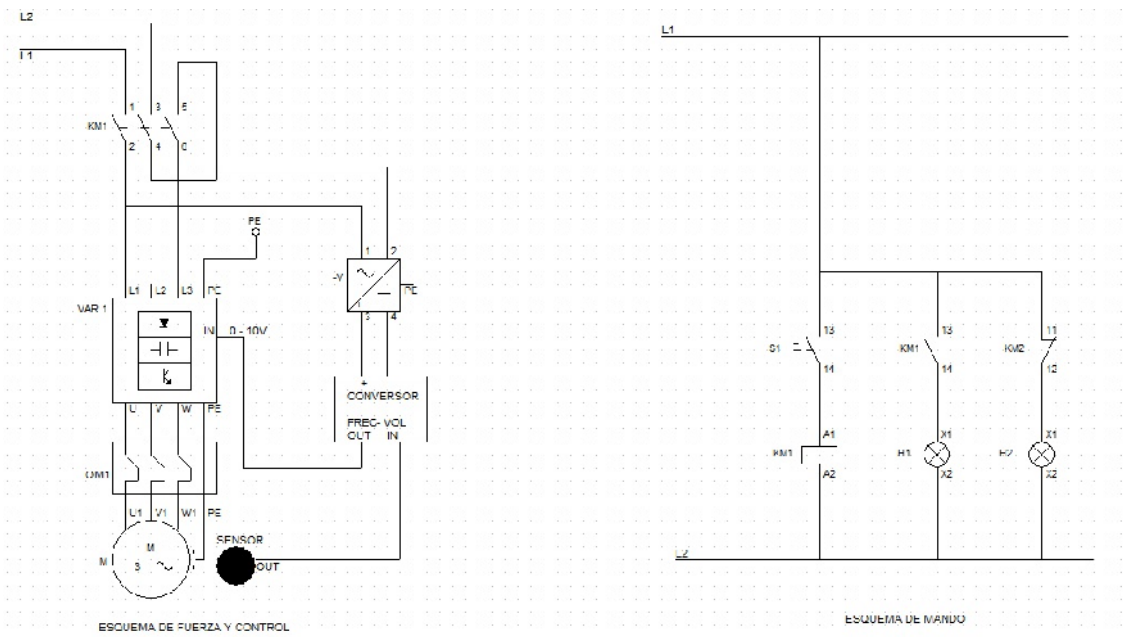 L2
L1
1 3 5
KM1
2 4 6
PE
1 2
-V
PE
L1 L2 L3 PE
VAR 1
IN 0 - 10V
3 4
+
CONVERSOR
FREC- VOL
OUT IN
U V W PE
QM1
U1 V1 W1 PE
M
M
3
SENSOR
OUT
ESQUEMA DE FUERZA Y CONTROL
L1
13 13 11
S1 KM1 KM2
14 14 12
A1 X1 X1
KM1 H1 H2
A2 X2 X2
L2
ESQUEMA DE MANDO